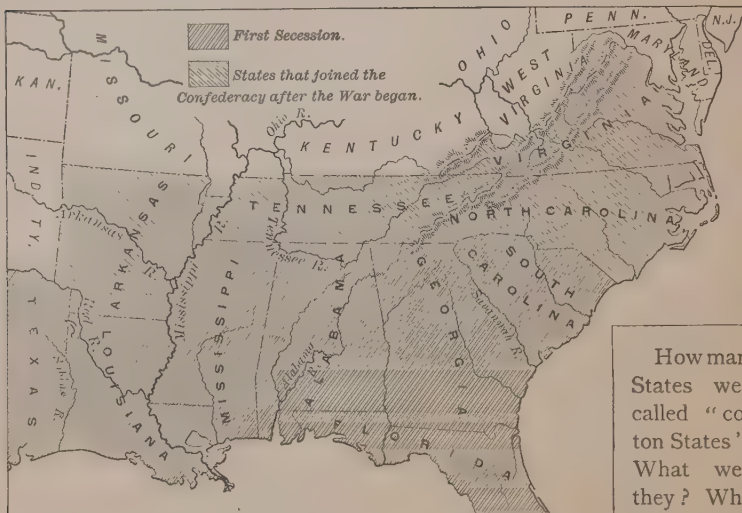 First Secession.
States that joined the
Confederacy after the War began.
PENN.
N.J.
OHIO
MARYLAND
DEL.
WEST
VIRGINIA
MISSOURI
KAN.
Ohio R.
KENTUCKY
VIRGINIA
IND. TY.
Arkansas R.
ARKANSAS
TENNESSEE
Tennessee R.
NORTH CAROLINA
SOUTH
CAROLINA
Savannah R.
GEORGIA
Mississippi R.
MISSISSIPPI
ALABAMA
Alabama R.
TEXAS
Red R.
LOUISIANA
FLORIDA
How man
States we
called "co
ton States'
What we
they? Wh